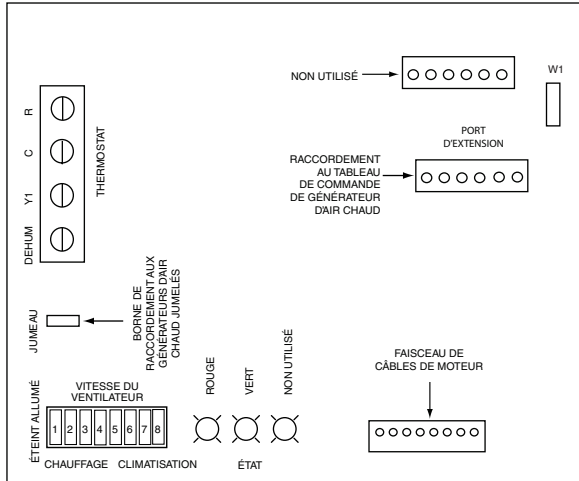 R
C
Y1
DEHUM
THERMOSTAT
NON UTILISÉ
W1
PORT
D'EXTENSION
RACCORDEMENT
AU TABLEAU
DE COMMANDE
DE GÉNÉRATEUR
D'AIR CHAUD
JUMEAU
BORNE DE
RACCORDEMENT AUX
GÉNÉRATEURS D'AIR
CHAUD JUMELÉS
ÉTEINT ALLUMÉ
VITESSE DU
VENTILATEUR
1 2 3 4 5 6 7 8
CHAUFFAGE CLIMATISATION
ROUGE
VERT
NON UTILISÉ
ÉTAT
FAISCEAU DE
CÂBLES DE MOTEUR